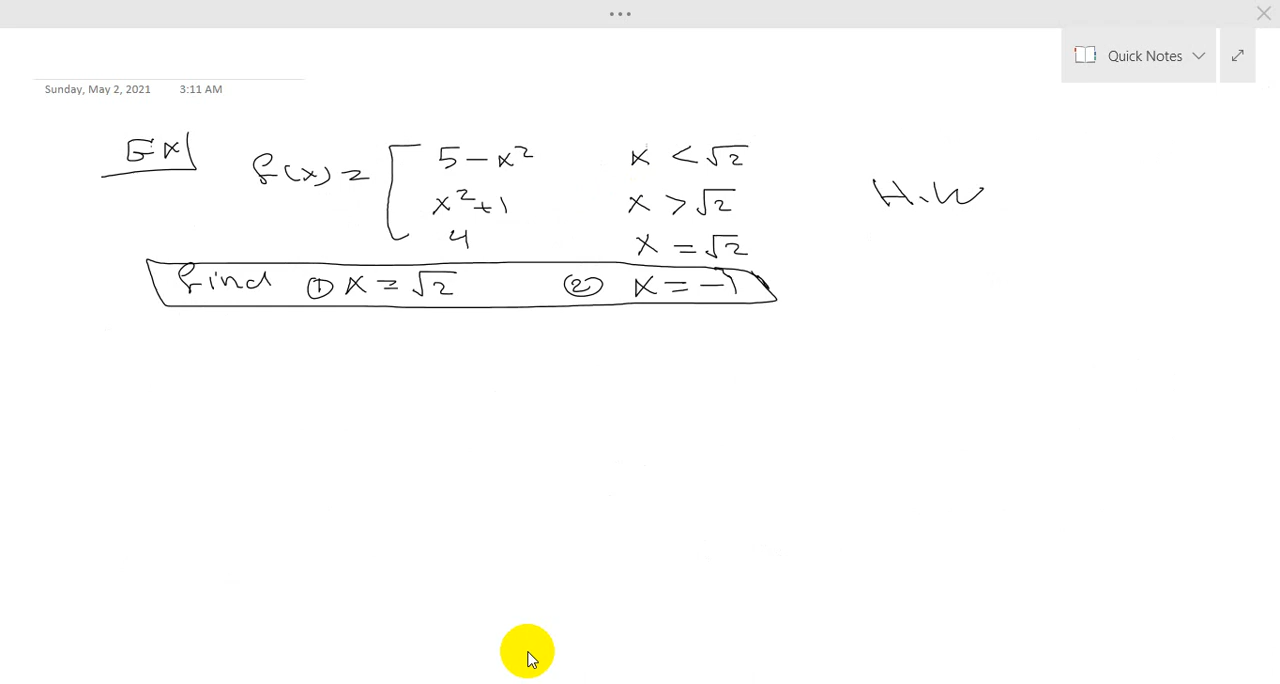 Quick Notes
Sunday, May 2, 2021 3:11 AM
Ex
f(x) = [ 5 - x² x < √2
x² + 1 x > √2
4 x = √2
H.W
find ① x = √2 ② x = -1